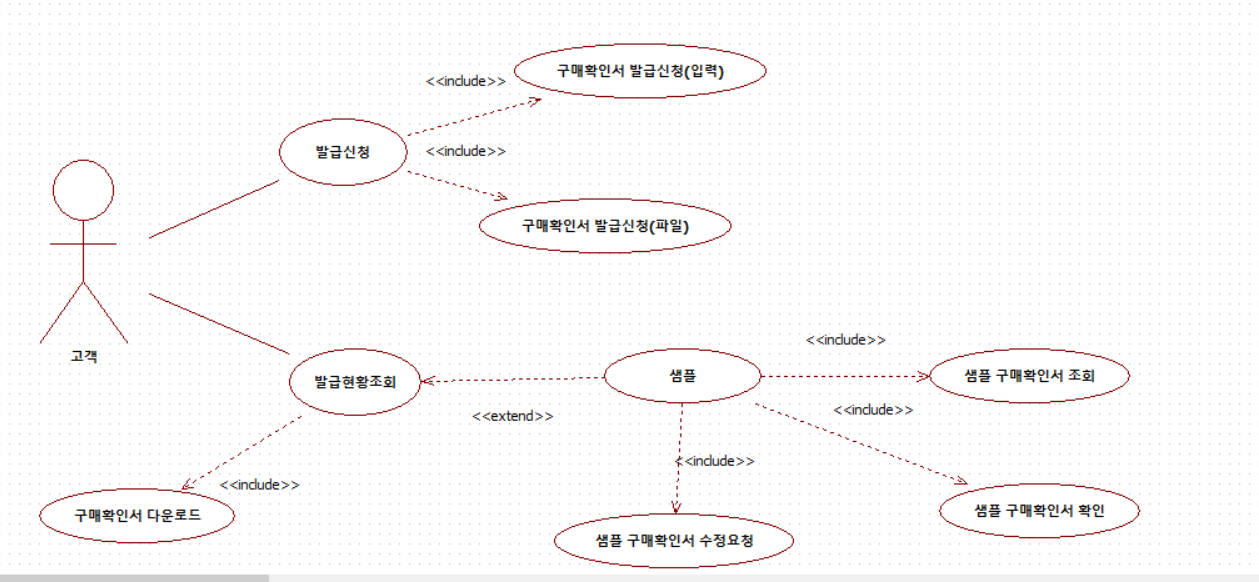 <<include>>
구매확인서 발급신청(입력)
발급신청
<<include>>
구매확인서 발급신청(파일)
고객
발급현황조회
<<extend>>
샘플
<<include>>
샘플 구매확인서 조회
<<include>>
<<include>>
샘플 구매확인서 확인
<<include>>
구매확인서 다운로드
샘플 구매확인서 수정요청